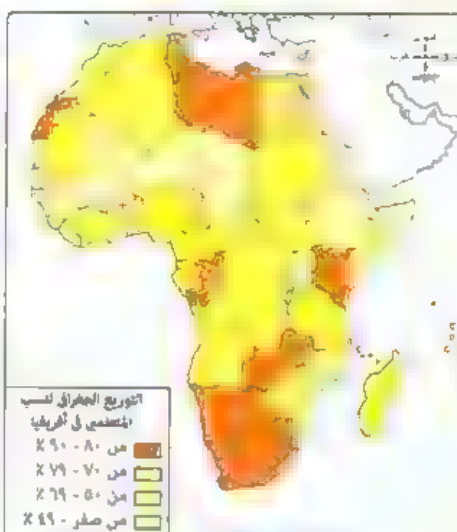 التوزيع الجغرافي لنسب
المتعلمين في أفريقيا
من ٨٠ - ٩٠ ٪
من ٧٠ - ٧٩ ٪
من ٥٠ - ٦٩ ٪
من صفر - ٤٩ ٪